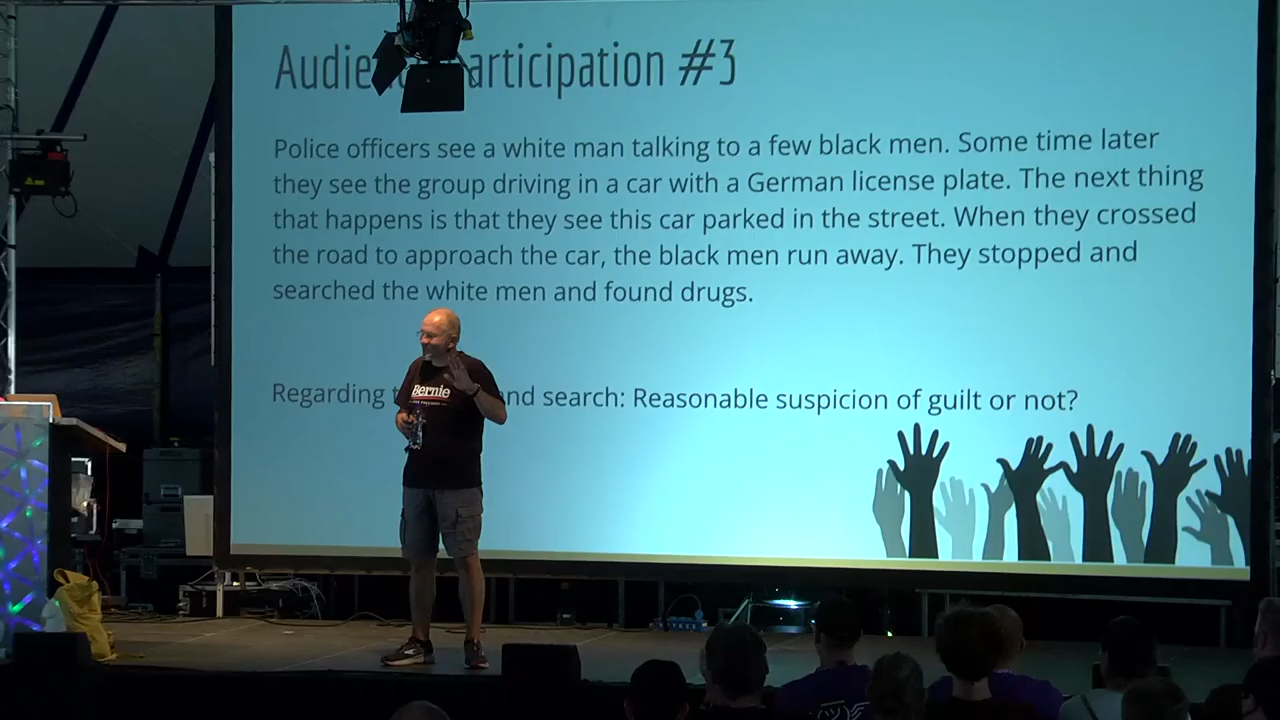 Audie articipation #3
Police officers see a white man talking to a few black men. Some time later
they see the group driving in a car with a German license plate. The next thing
that happens is that they see this car parked in the street. When they crossed
the road to approach the car, the black men run away. They stopped and
searched the white men and found drugs.
Regarding nd search: Reasonable suspicion of guilt or not?
Bernie